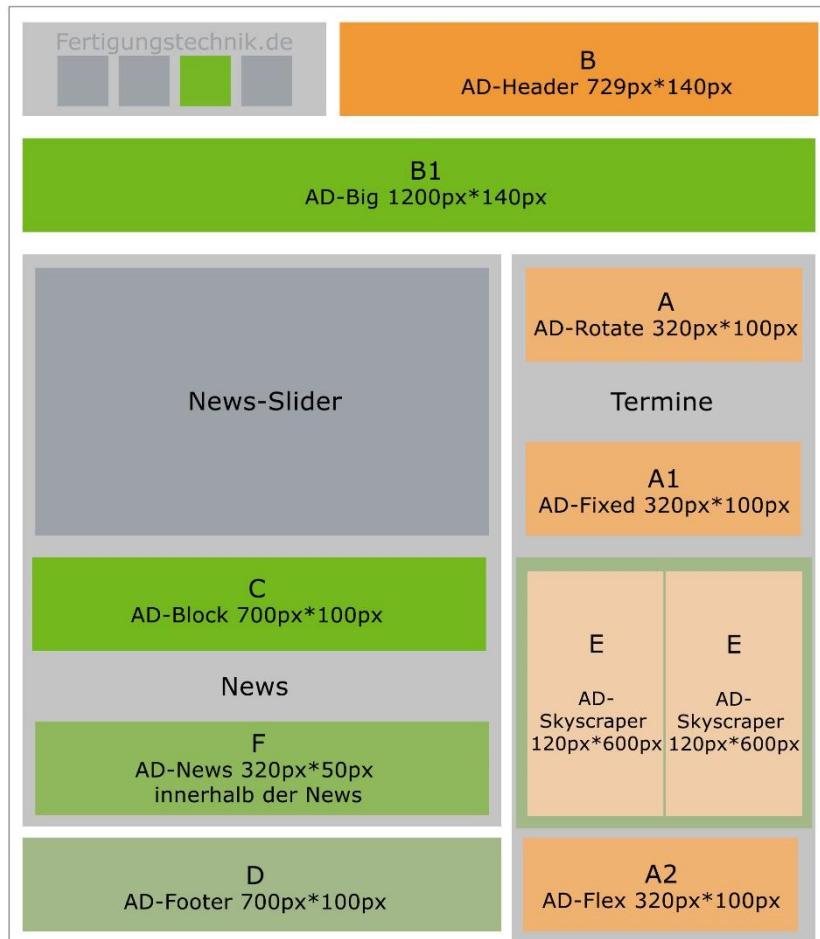 Fertigungstechnik.de
B
AD-Header 729px*140px
B1
AD-Big 1200px*140px
News-Slider
A
AD-Rotate 320px*100px
Termine
A1
AD-Fixed 320px*100px
C
AD-Block 700px*100px
News
F
AD-News 320px*50px
innerhalb der News
E
AD-
Skyscraper
120px*600px
E
AD-
Skyscraper
120px*600px
D
AD-Footer 700px*100px
A2
AD-Flex 320px*100px